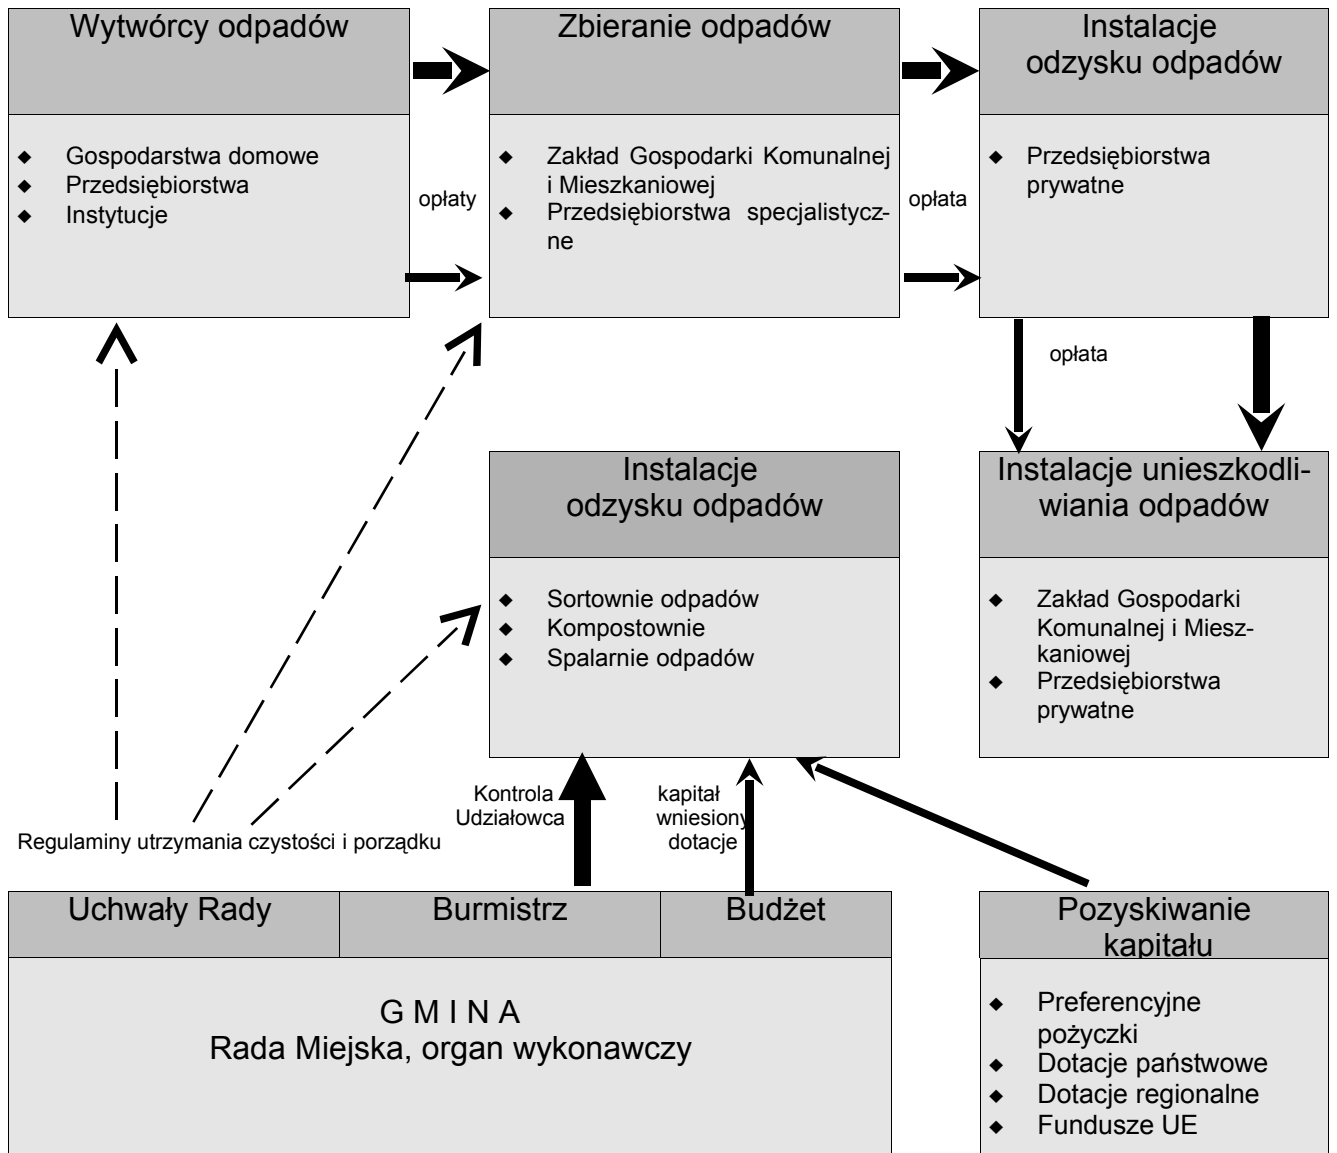 Wytwórcy odpadów
Gospodarstwa domowe
Przedsiębiorstwa
Instytucje
opłaty
Zbieranie odpadów
Zakład Gospodarki Komunalnej
i Mieszkaniowej
Przedsiębiorstwa specjalistycz-
ne
opłata
Instalacje
odzysku odpadów
Przedsiębiorstwa
prywatne
opłata
Instalacje
odzysku odpadów
Sortownie odpadów
Kompostownie
Spalarnie odpadów
Instalacje unieszkodli-
wiania odpadów
Zakład Gospodarki
Komunalnej i Miesz-
kaniowej
Przedsiębiorstwa
prywatne
Kontrola
Udziałowca
kapitał
wniesiony
dotacje
Regulaminy utrzymania czystości i porządku
Uchwały Rady
Burmistrz
Budżet
G M I N A
Rada Miejska, organ wykonawczy
Pozyskiwanie
kapitału
Preferencyjne
pożyczki
Dotacje państwowe
Dotacje regionalne
Fundusze UE